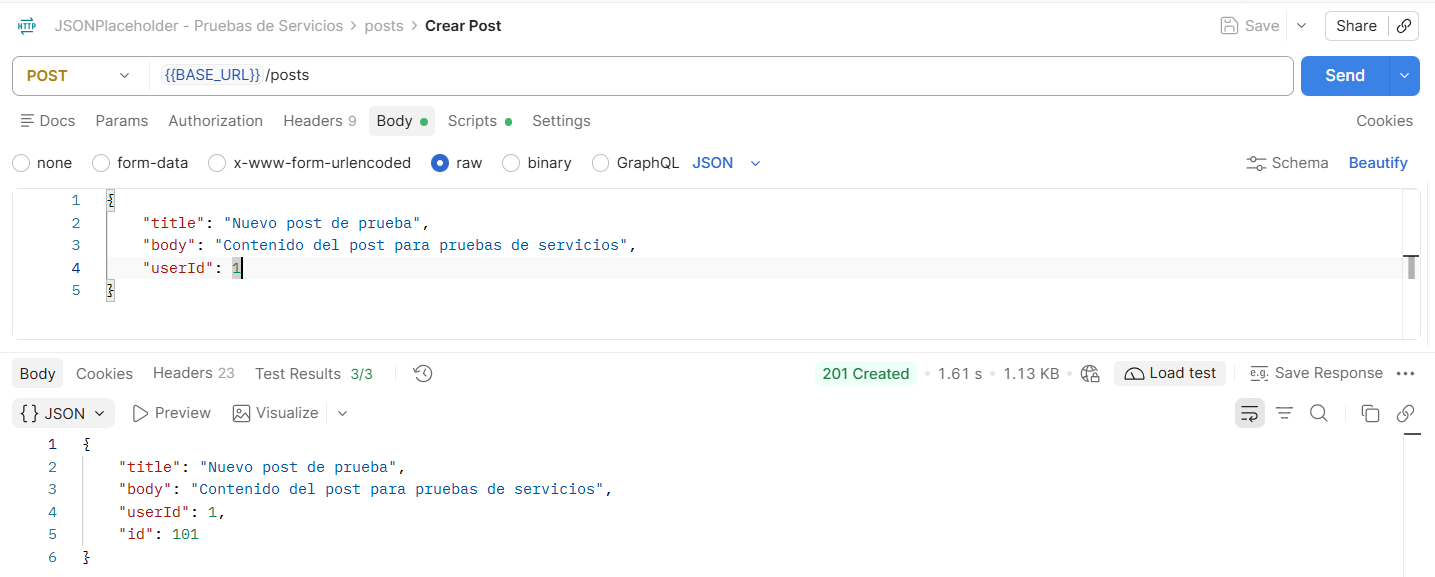 HTTP JSONPlaceholder - Pruebas de Servicios > posts > Crear Post Save Share
POST {{BASE_URL}} /posts Send
Docs Params Authorization Headers 9 Body Scripts Settings Cookies
none form-data x-www-form-urlencoded raw binary GraphQL JSON Schema Beautify
1 {
2 "title": "Nuevo post de prueba",
3 "body": "Contenido del post para pruebas de servicios",
4 "userId": 1
5 }
Body Cookies Headers 23 Test Results 3/3 201 Created • 1.61 s • 1.13 KB • Load test e.g. Save Response
{} JSON Preview Visualize
1 {
2 "title": "Nuevo post de prueba",
3 "body": "Contenido del post para pruebas de servicios",
4 "userId": 1,
5 "id": 101
6 }